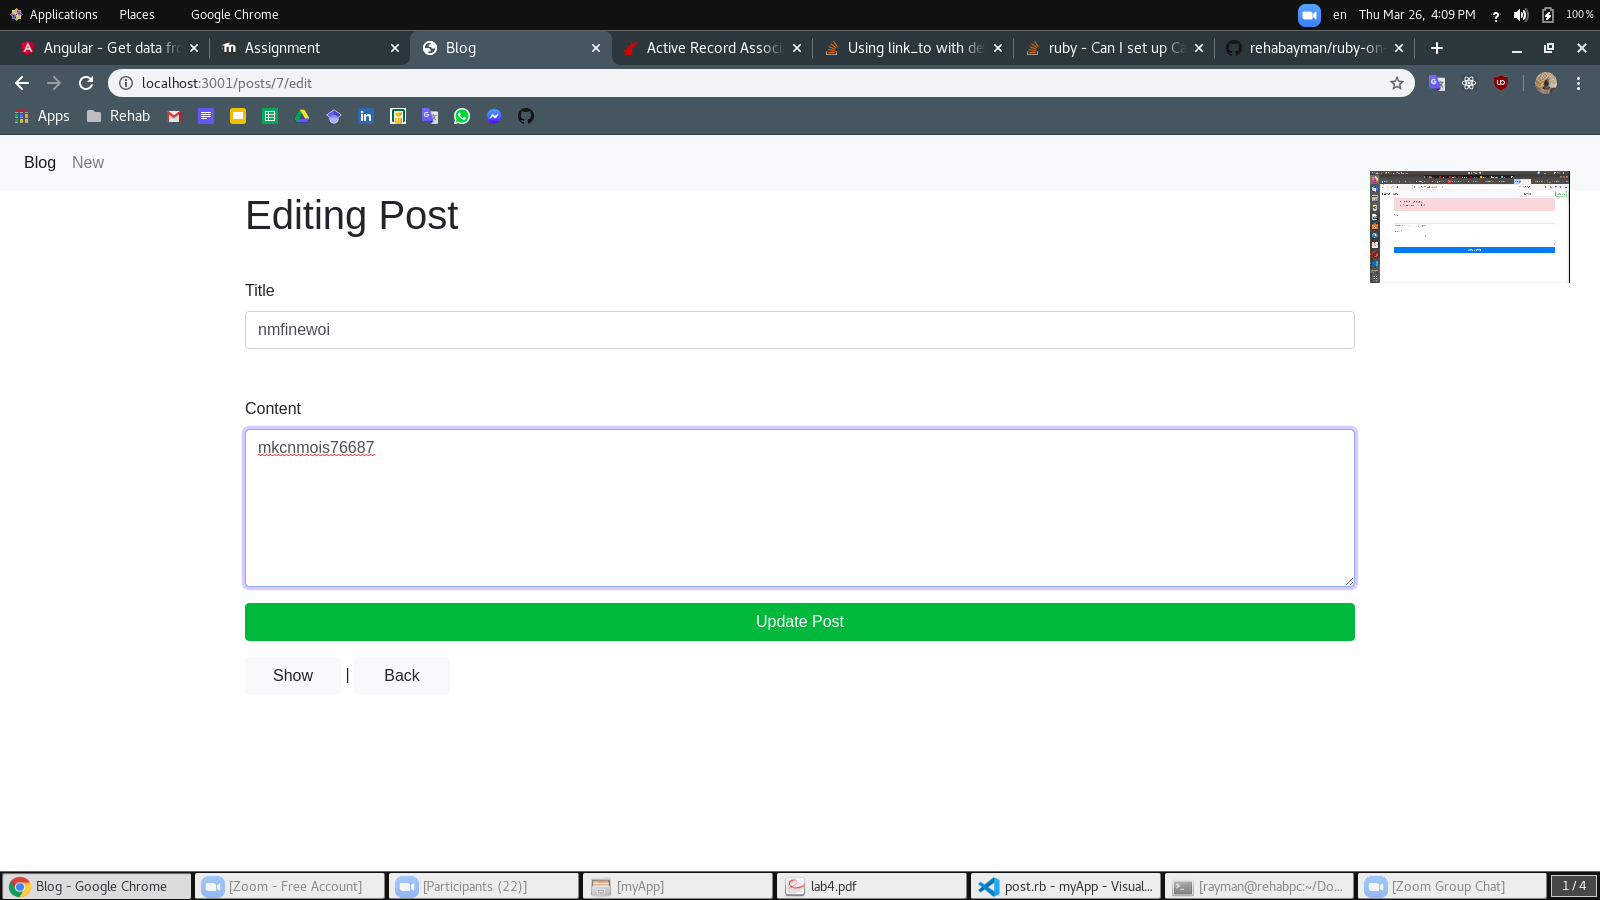 Applications Places Google Chrome en Thu Mar 26, 4:09 PM ? 100 %
Angular - Get data fro Assignment Blog Active Record Associ Using link_to with de ruby - Can I set up Ca rehabayman/ruby-on-
localhost:3001/posts/7/edit
Apps Rehab
Blog New
Editing Post
Title
nmfinewoi
Content
mkcnmois76687
Update Post
Show | Back
Blog - Google Chrome [Zoom - Free Account] [Participants (22)] [myApp] lab4.pdf post.rb - myApp - Visual... [rayman@rehabpc:~/Do... [Zoom Group Chat] 1 / 4